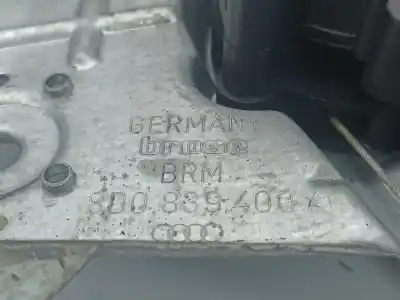 GERMANY
brose
BRM
8D0.839.400 A